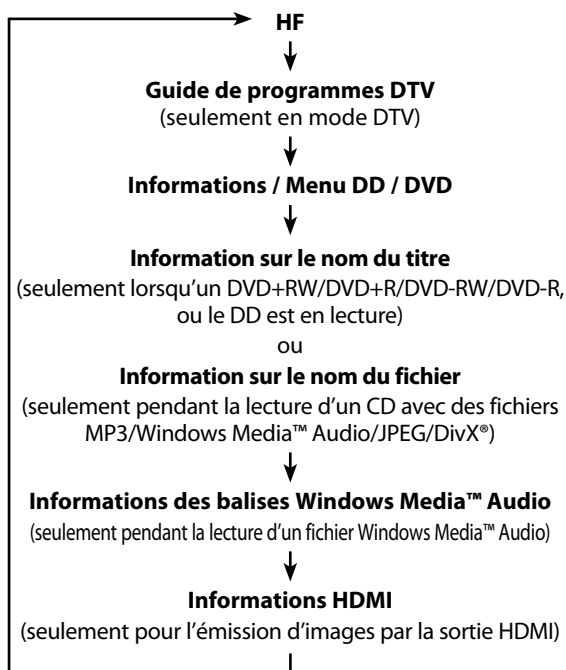 HF
Guide de programmes DTV
(seulement en mode DTV)
Informations / Menu DD / DVD
Information sur le nom du titre
(seulement lorsqu'un DVD+RW/DVD+R/DVD-RW/DVD-R,
ou le DD est en lecture)
ou
Information sur le nom du fichier
(seulement pendant la lecture d'un CD avec des fichiers
MP3/Windows Media™ Audio/JPEG/DivX®)
Informations des balises Windows Media™ Audio
(seulement pendant la lecture d'un fichier Windows Media™ Audio)
Informations HDMI
(seulement pour l'émission d'images par la sortie HDMI)